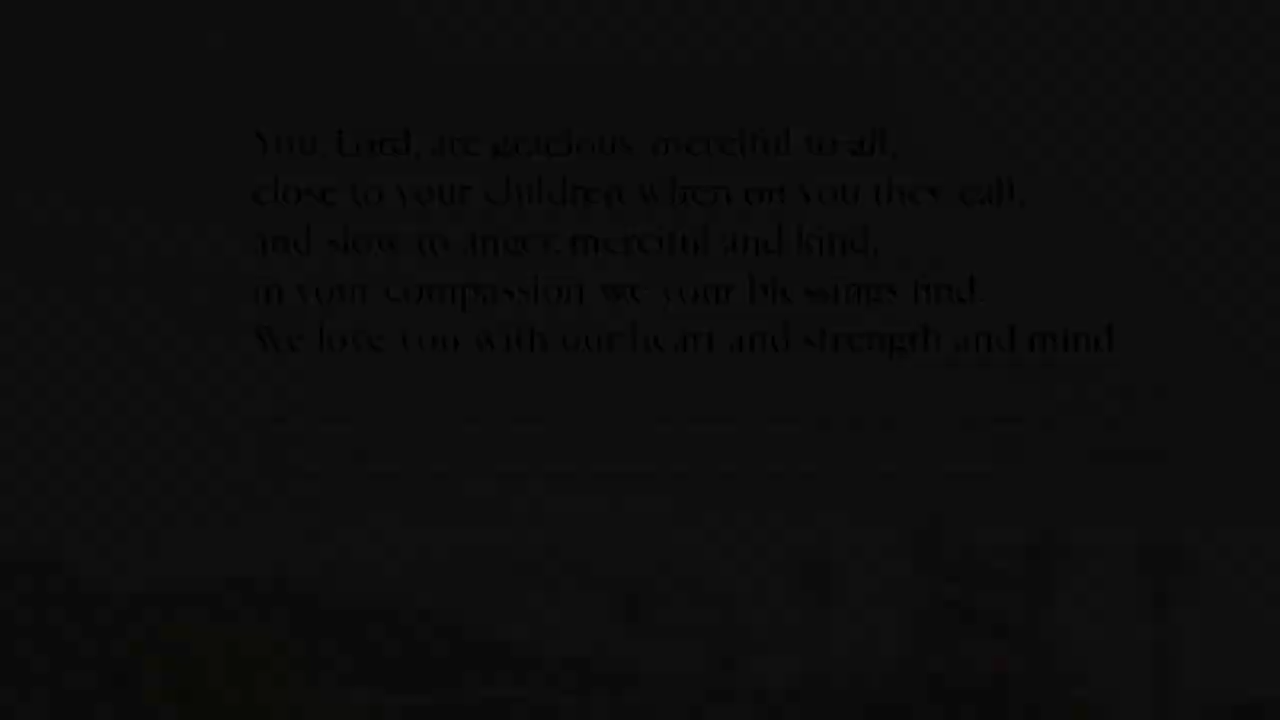 You, Lord, are gracious, merciful to all,
close to your children when on you they call,
and slow to anger, merciful and kind,
in your compassion we your blessings find.
We love you with our heart and strength and mind.